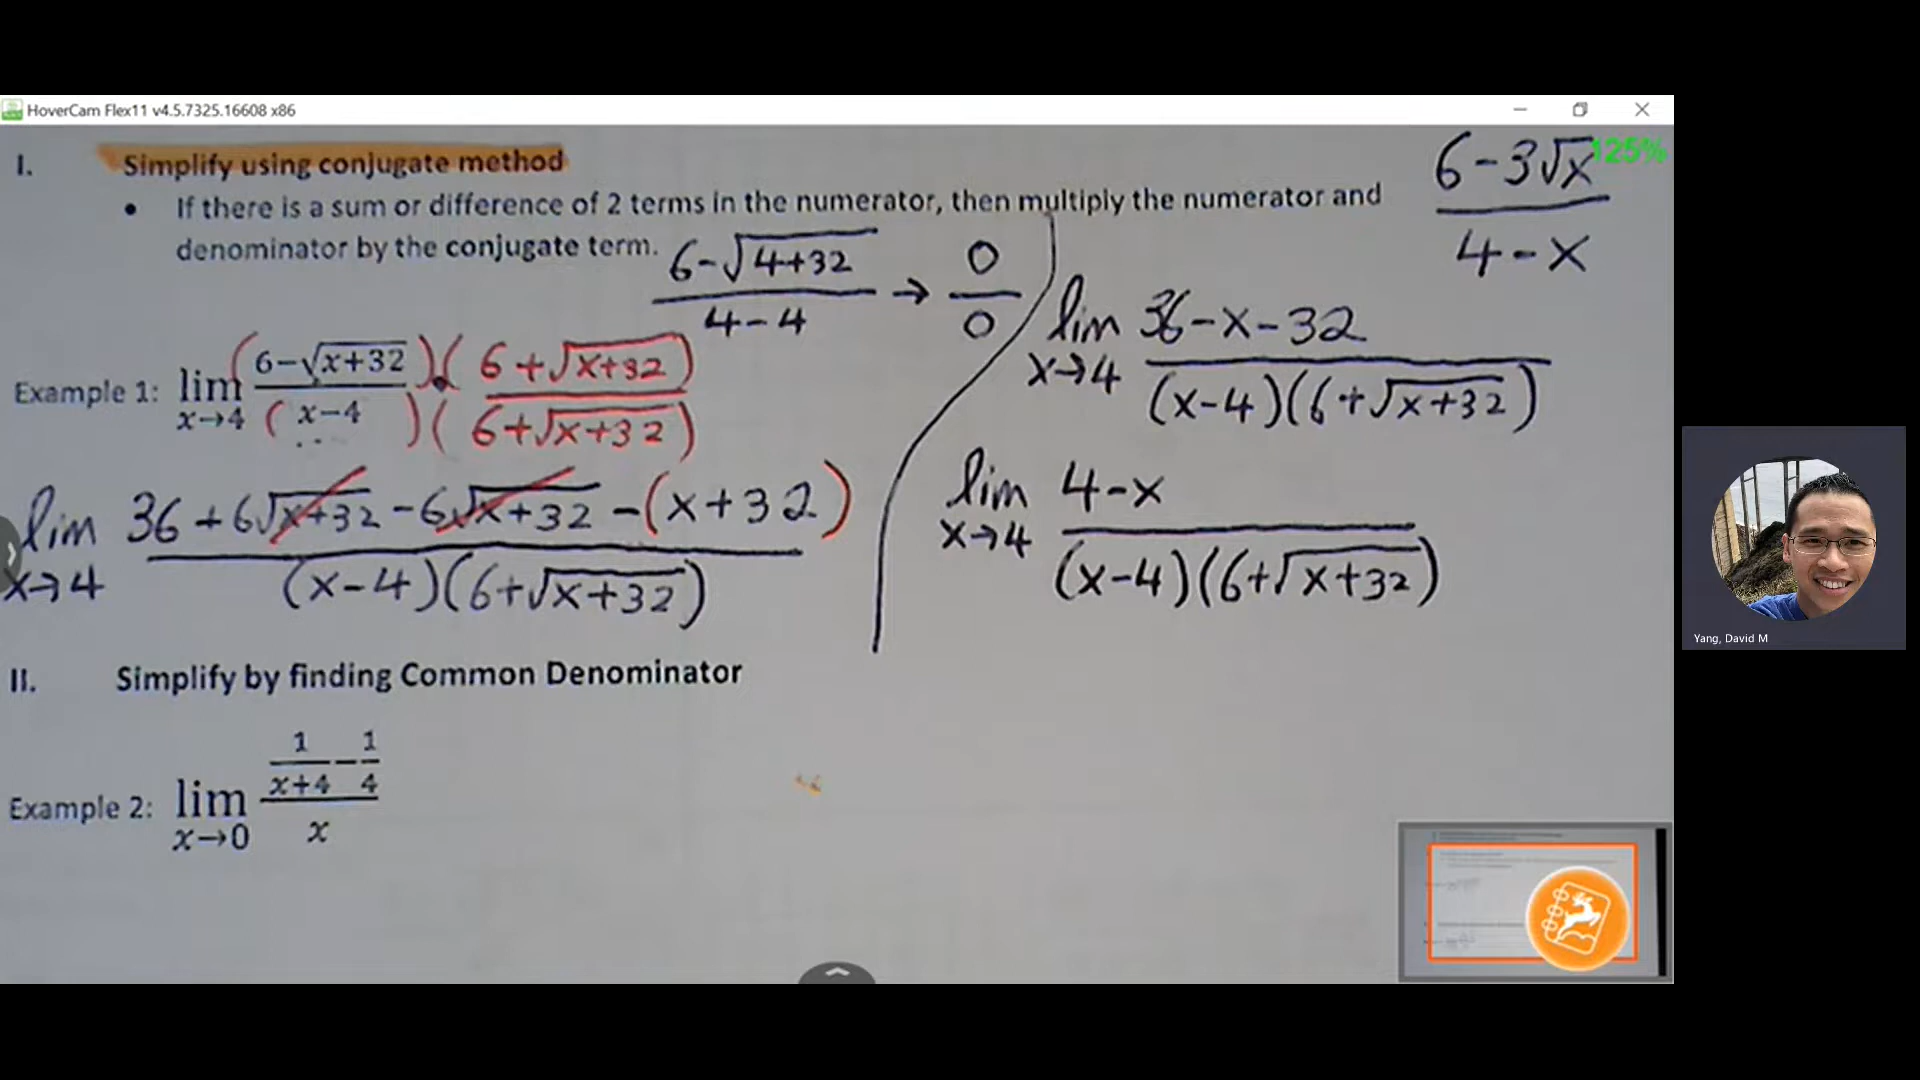 HoverCam Flex11 v4.5.7325.16608 x86
125%
I. Simplify using conjugate method
• If there is a sum or difference of 2 terms in the numerator, then multiply the numerator and
denominator by the conjugate term.
6-3√x
4-x
6-√4+32 → 0
4-4 0
Example 1: lim (6-√x+32)·(6+√x+32)
x→4 (x-4)(6+√x+32)
lim 36+6√x+32-6√x+32-(x+32)
x→4 (x-4)(6+√x+32)
lim 36-x-32
x→4 (x-4)(6+√x+32)
lim 4-x
x→4 (x-4)(6+√x+32)
II. Simplify by finding Common Denominator
Example 2: lim 1/x+4 - 1/4
x→0 x
Yang, David M